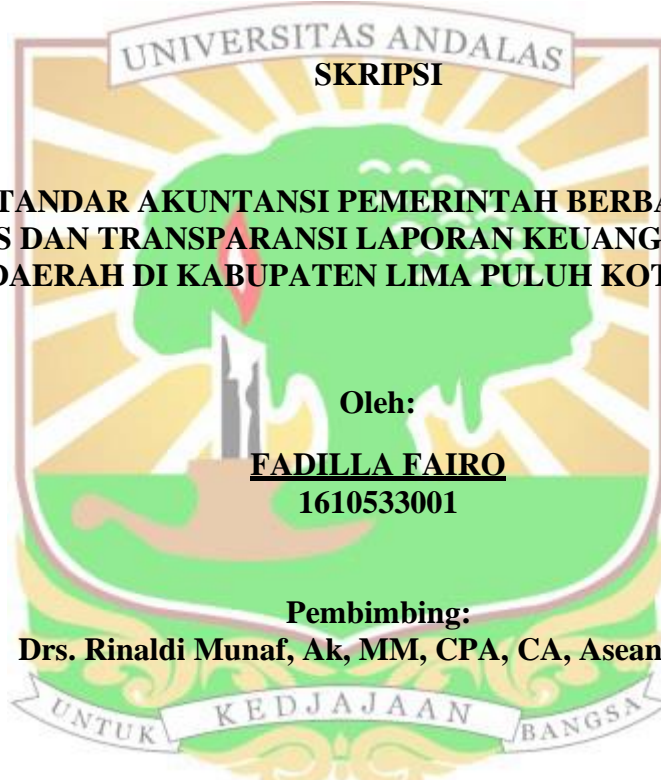 UNIVERSITAS ANDALAS
SKRIPSI
TANDAR AKUNTANSI PEMERINTAH BERBA
S DAN TRANSPARANSI LAPORAN KEUANG
DAERAH DI KABUPATEN LIMA PULUH KOT
Oleh:
FADILLA FAIRO
1610533001
Pembimbing:
Drs. Rinaldi Munaf, Ak, MM, CPA, CA, Asean
UNTUK KEDJAJAAN BANGSA